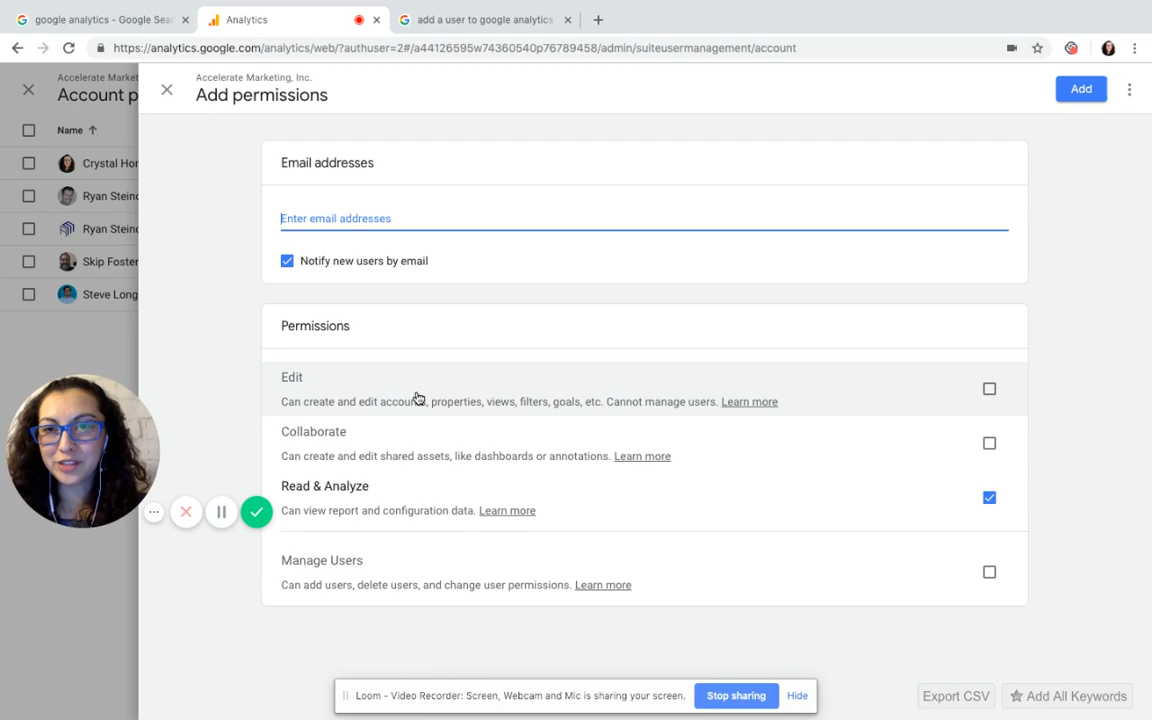 google analytics - Google Sea
Analytics
add a user to google analytics
https://analytics.google.com/analytics/web/?authuser=2#/a44126595w74360540p76789458/admin/suiteusermanagement/account
Accelerate Market
Account p
Name
Crystal Hor
Ryan Steinc
Ryan Steinc
Skip Foster
Steve Long
Accelerate Marketing, Inc.
Add permissions
Add
Email addresses
Enter email addresses
Notify new users by email
Permissions
Edit
Can create and edit accounts, properties, views, filters, goals, etc. Cannot manage users. Learn more
Collaborate
Can create and edit shared assets, like dashboards or annotations. Learn more
Read & Analyze
Can view report and configuration data. Learn more
Manage Users
Can add users, delete users, and change user permissions. Learn more
Loom - Video Recorder: Screen, Webcam and Mic is sharing your screen.
Stop sharing
Hide
Export CSV
Add All Keywords